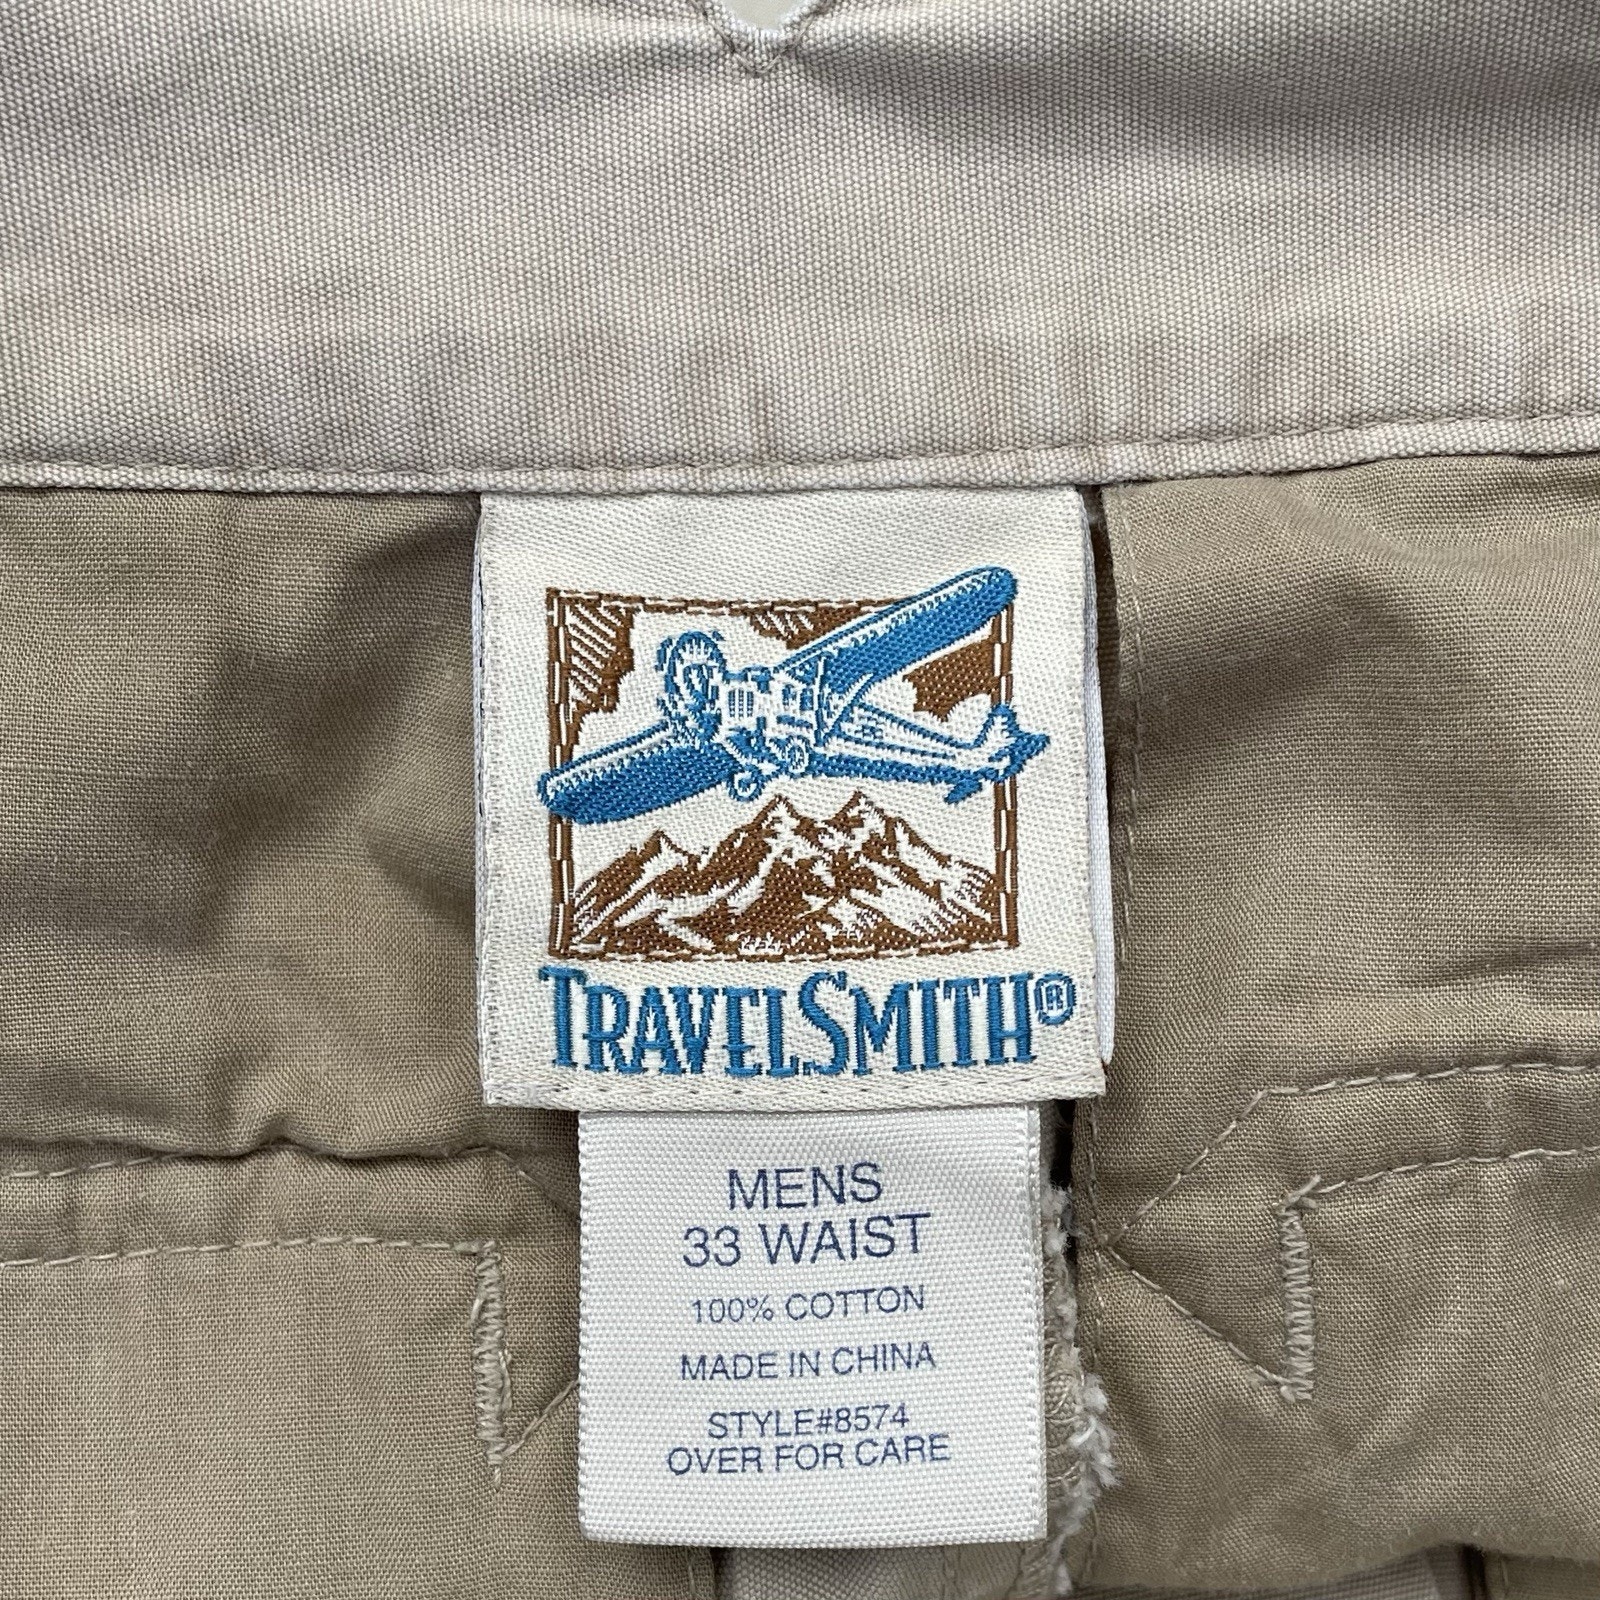 TRAVELSMITH®
MENS
33 WAIST
100% COTTON
MADE IN CHINA
STYLE#8574
OVER FOR CARE